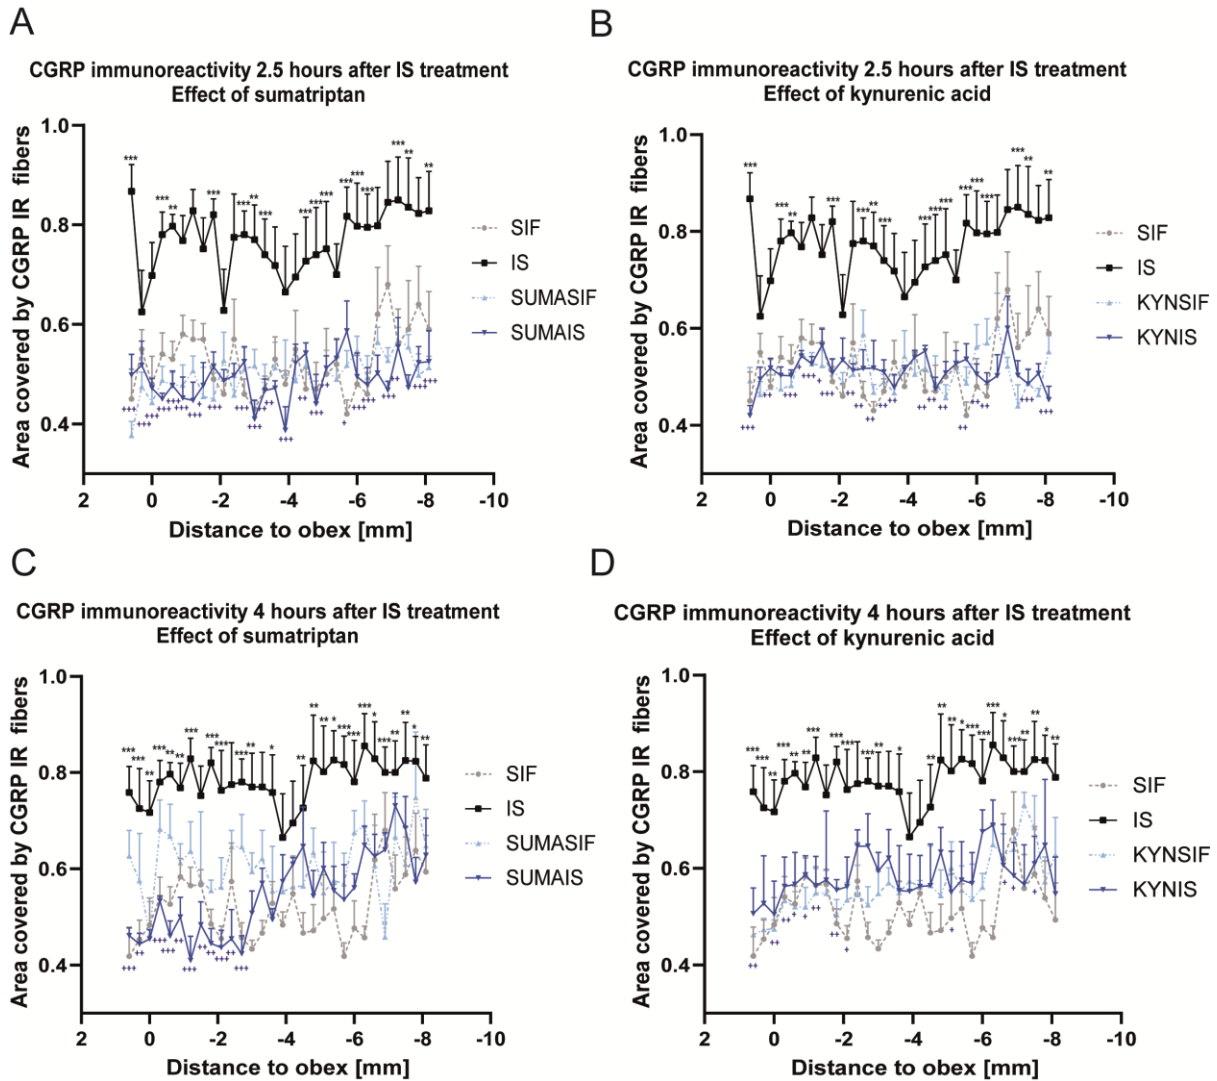 A
CGRP immunoreactivity 2.5 hours after IS treatment
Effect of sumatriptan
Area covered by CGRP IR fibers
1.0
0.8
0.6
0.4
2 0 -2 -4 -6 -8 -10
Distance to obex [mm]
SIF
IS
SUMASIF
SUMAIS
B
CGRP immunoreactivity 2.5 hours after IS treatment
Effect of kynurenic acid
Area covered by CGRP IR fibers
1.0
0.8
0.6
0.4
2 0 -2 -4 -6 -8 -10
Distance to obex [mm]
SIF
IS
KYNSIF
KYNIS
C
CGRP immunoreactivity 4 hours after IS treatment
Effect of sumatriptan
Area covered by CGRP IR fibers
1.0
0.8
0.6
0.4
2 0 -2 -4 -6 -8 -10
Distance to obex [mm]
SIF
IS
SUMASIF
SUMAIS
D
CGRP immunoreactivity 4 hours after IS treatment
Effect of kynurenic acid
Area covered by CGRP IR fibers
1.0
0.8
0.6
0.4
2 0 -2 -4 -6 -8 -10
Distance to obex [mm]
SIF
IS
KYNSIF
KYNIS